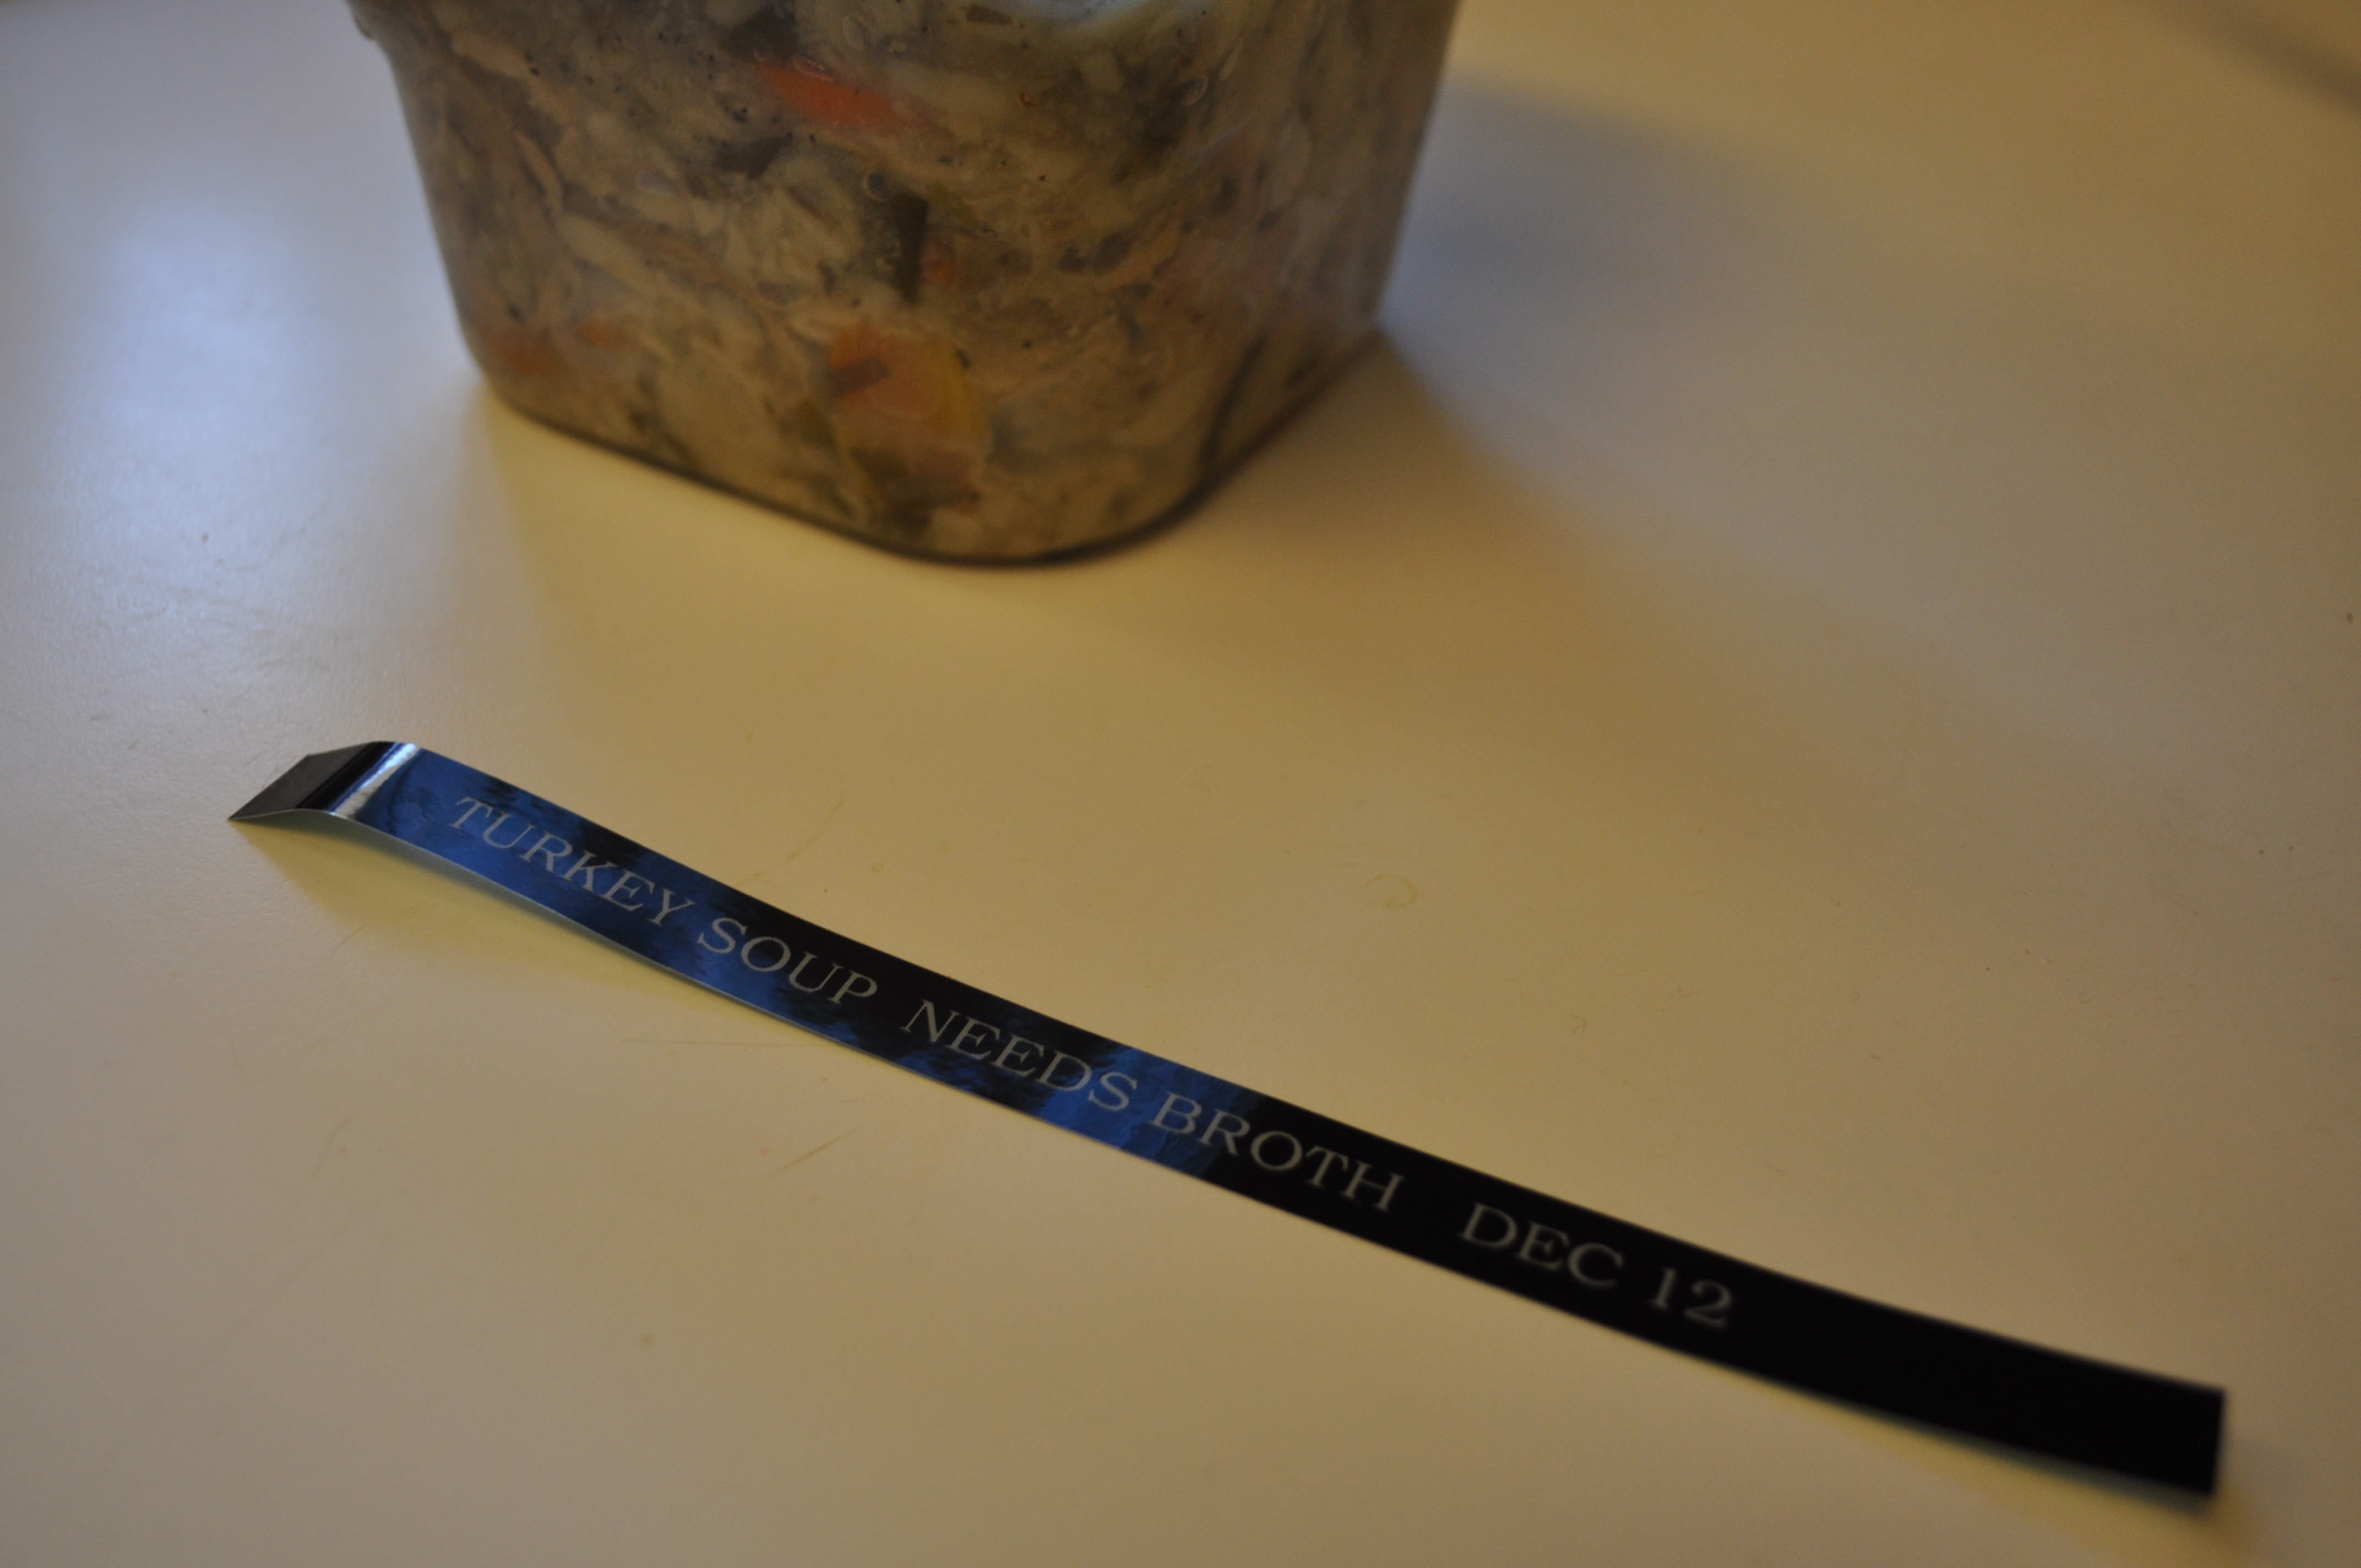 TURKEY SOUP NEEDS BROTH DEC 12